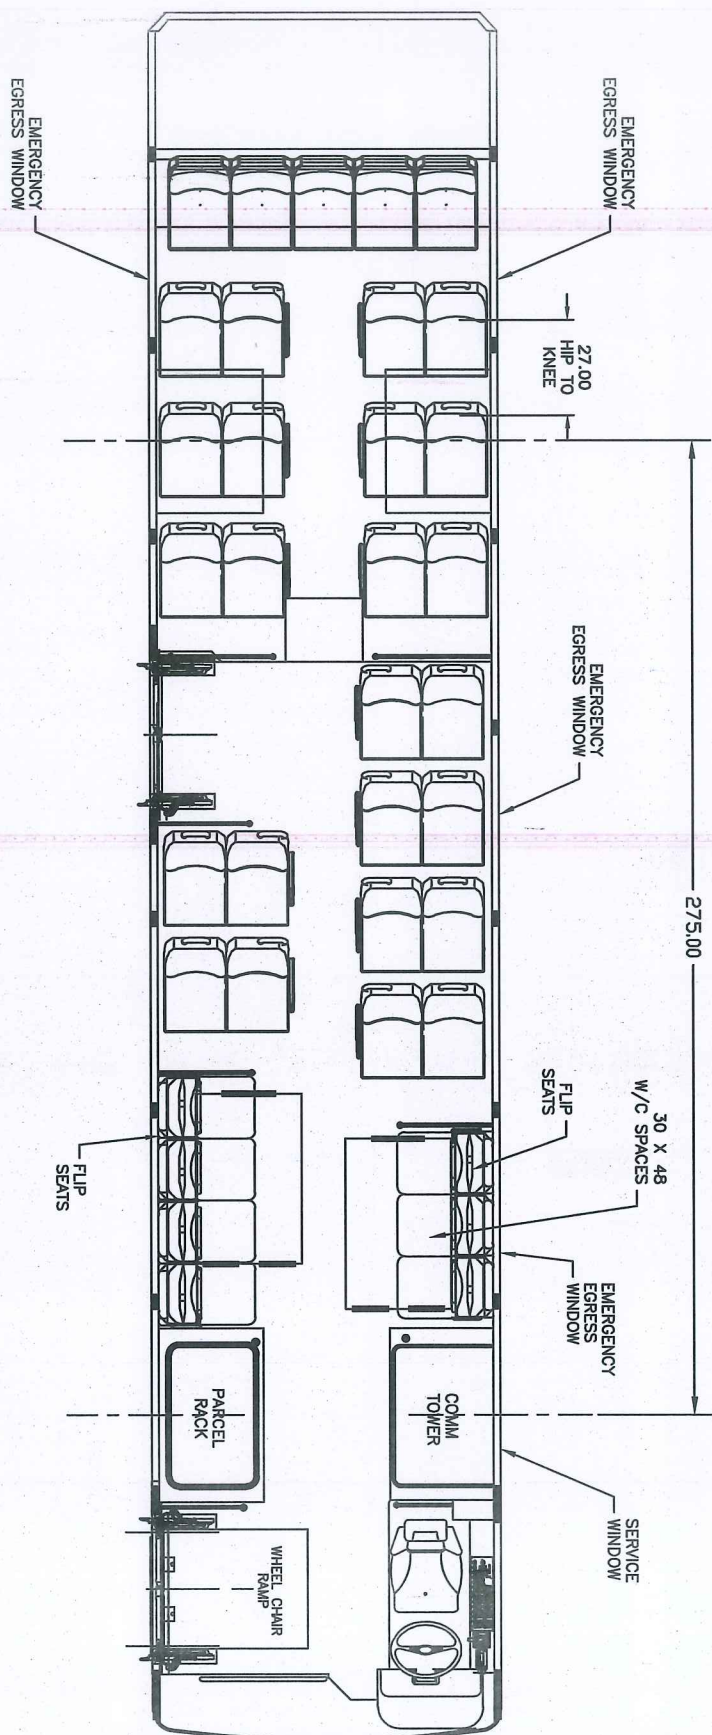 EMERGENCY
EGRESS WINDOW
EMERGENCY
EGRESS WINDOW
27.00
HIP TO
KNEE
EMERGENCY
EGRESS WINDOW
275.00
FLIP
SEATS
30 X 48
W/C SPACES
FLIP
SEATS
EMERGENCY
EGRESS
WINDOW
PARCEL
RACK
COMM
TOWER
SERVICE
WINDOW
WHEEL CHAIR
RAMP